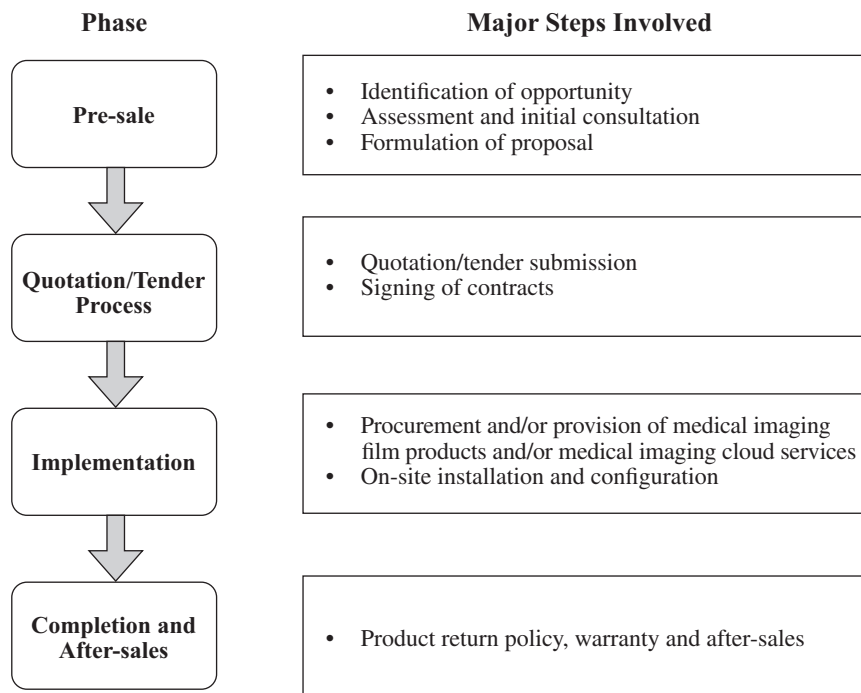 Phase
Major Steps Involved
Pre-sale
• Identification of opportunity
• Assessment and initial consultation
• Formulation of proposal
Quotation/Tender
Process
• Quotation/tender submission
• Signing of contracts
Implementation
• Procurement and/or provision of medical imaging
film products and/or medical imaging cloud services
• On-site installation and configuration
Completion and
After-sales
• Product return policy, warranty and after-sales